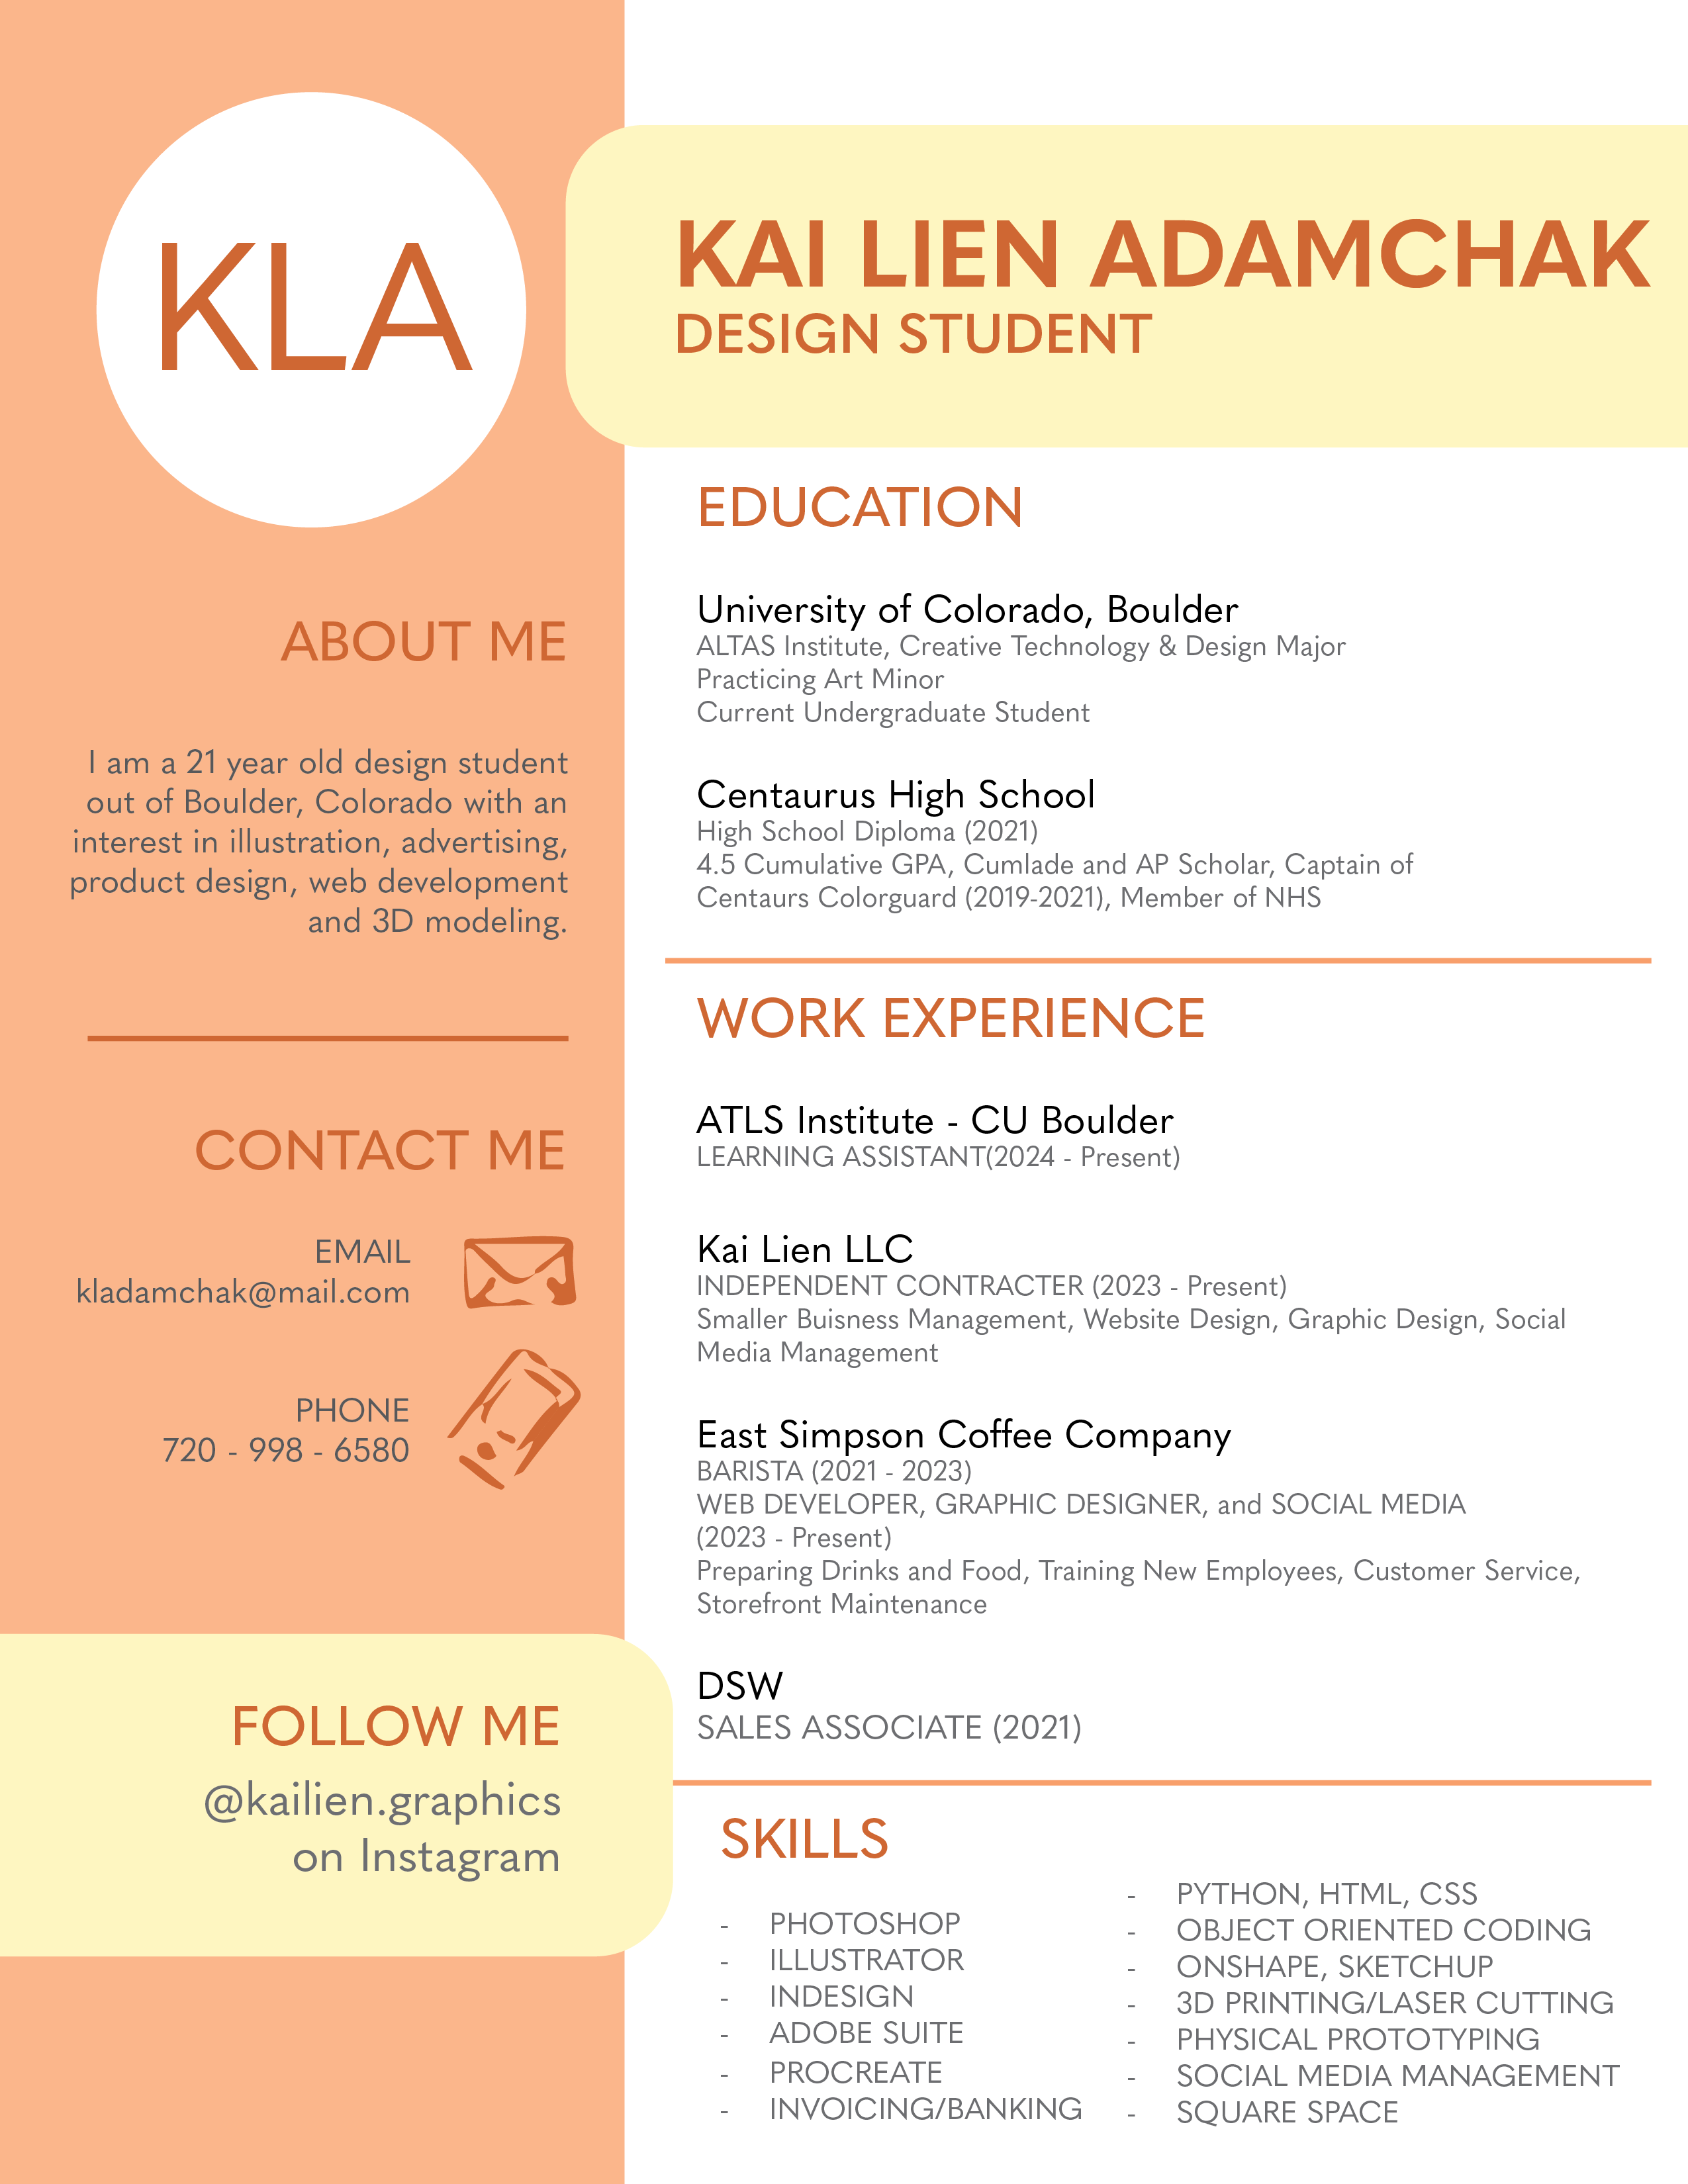 KLA
KAI LIEN ADAMCHAK
DESIGN STUDENT
ABOUT ME
I am a 21 year old design student
out of Boulder, Colorado with an
interest in illustration, advertising,
product design, web development
and 3D modeling.
CONTACT ME
EMAIL
kladamchak@mail.com
PHONE
720 - 998 - 6580
FOLLOW ME
@kailien.graphics
on Instagram
EDUCATION
University of Colorado, Boulder
ALTAS Institute, Creative Technology & Design Major
Practicing Art Minor
Current Undergraduate Student
Centaurus High School
High School Diploma (2021)
4.5 Cumulative GPA, Cumlade and AP Scholar, Captain of
Centaurs Colorguard (2019-2021), Member of NHS
WORK EXPERIENCE
ATLS Institute - CU Boulder
LEARNING ASSISTANT(2024 - Present)
Kai Lien LLC
INDEPENDENT CONTRACTER (2023 - Present)
Smaller Buisness Management, Website Design, Graphic Design, Social
Media Management
East Simpson Coffee Company
BARISTA (2021 - 2023)
WEB DEVELOPER, GRAPHIC DESIGNER, and SOCIAL MEDIA
(2023 - Present)
Preparing Drinks and Food, Training New Employees, Customer Service,
Storefront Maintenance
DSW
SALES ASSOCIATE (2021)
SKILLS
- PHOTOSHOP
- ILLUSTRATOR
- INDESIGN
- ADOBE SUITE
- PROCREATE
- INVOICING/BANKING
- PYTHON, HTML, CSS
- OBJECT ORIENTED CODING
- ONSHAPE, SKETCHUP
- 3D PRINTING/LASER CUTTING
- PHYSICAL PROTOTYPING
- SOCIAL MEDIA MANAGEMENT
- SQUARE SPACE